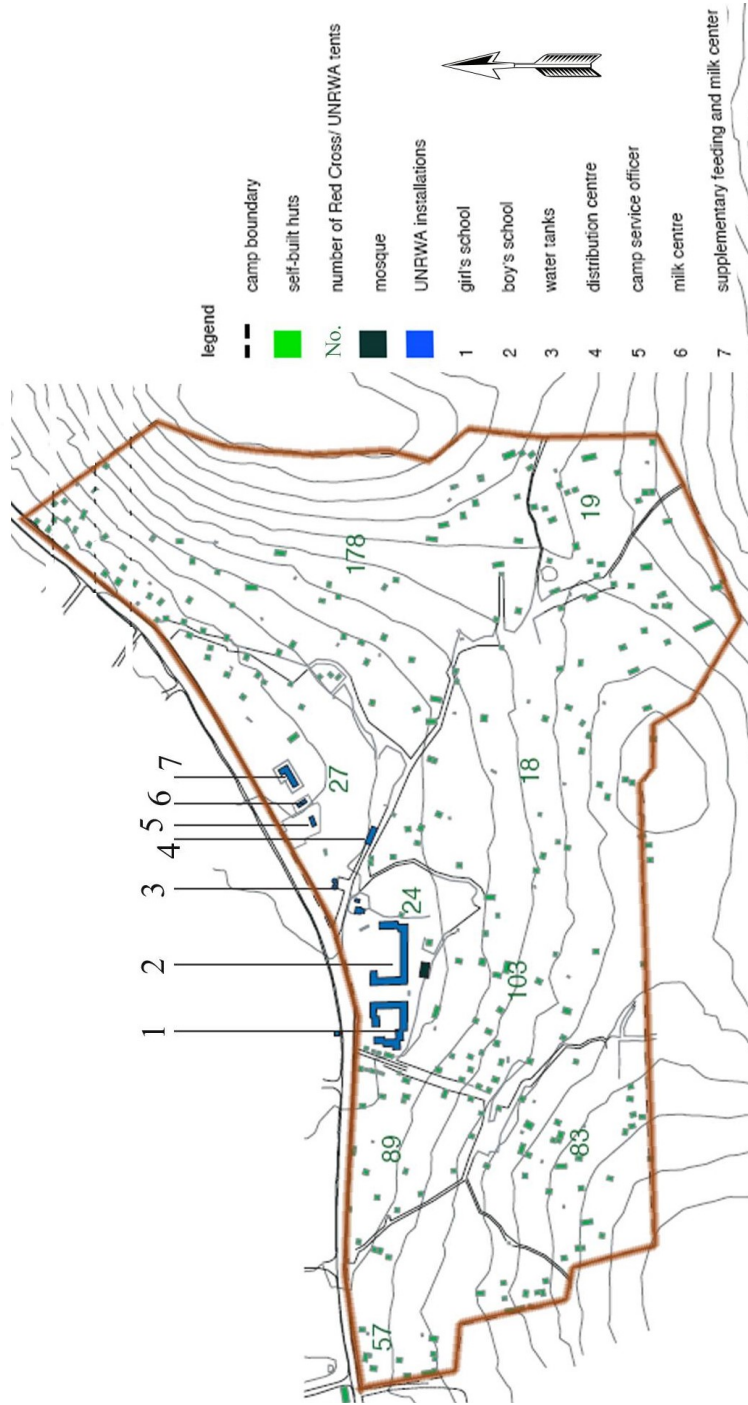 legend
camp boundary
self-built huts
No. number of Red Cross/ UNRWA tents
mosque
UNRWA installations
1 girl's school
2 boy's school
3 water tanks
4 distribution centre
5 camp service officer
6 milk centre
7 supplementary feeding and milk center
1
2
3
4
5
6
7
57
89
83
103
24
27
18
178
19